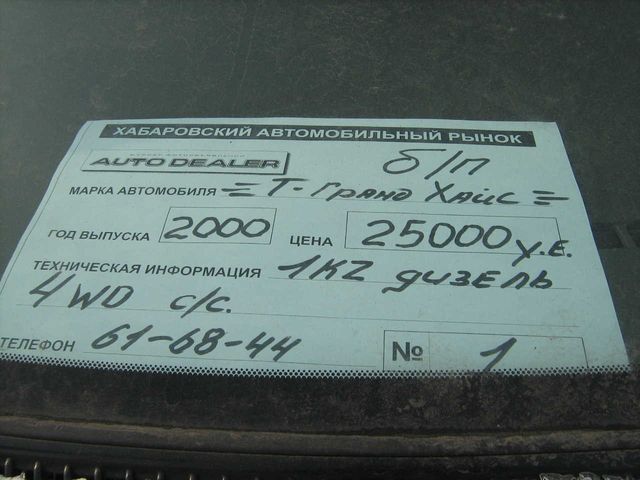 ХАБАРОВСКИЙ АВТОМОБИЛЬНЫЙ РЫНОК
AUTO DEALER б/п
МАРКА АВТОМОБИЛЯ = Т-Гранд Хайс =
ГОД ВЫПУСКА 2000 ЦЕНА 25000 у.е.
ТЕХНИЧЕСКАЯ ИНФОРМАЦИЯ 1KZ дизель
4WD с/с.
ТЕЛЕФОН 61-68-44 № 1